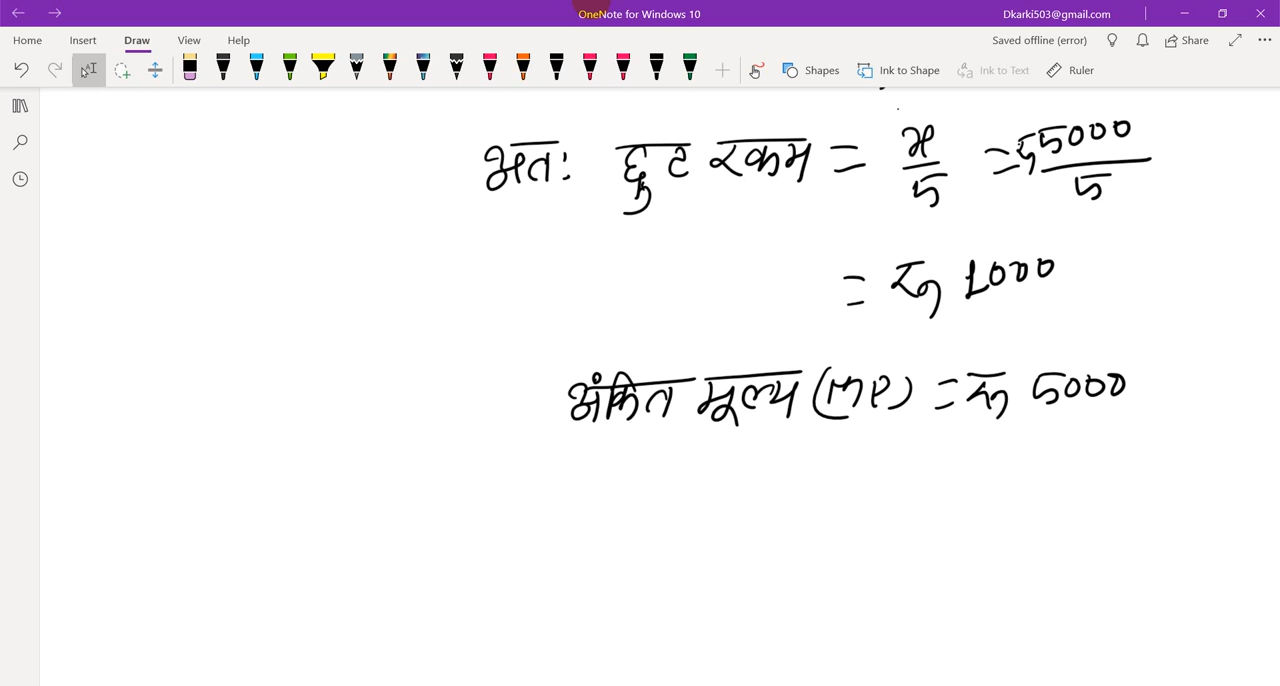 OneNote for Windows 10
Dkarki503@gmail.com
Home Insert Draw View Help
Saved offline (error) Share
Shapes Ink to Shape Ink to Text Ruler
अतः छुट रकम = x/5 = रु 5000/5
= रु 1000
अंकित मूल्य (MP) = रु 5000